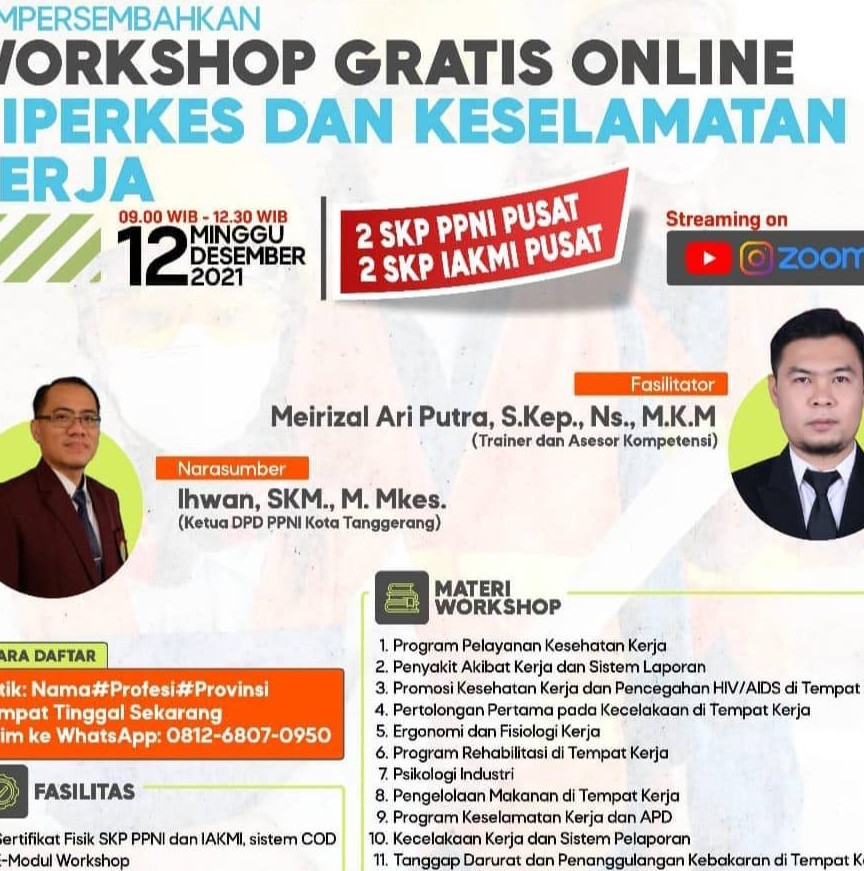 MPERSEMBAHKAN
WORKSHOP GRATIS ONLINE
IPERKES DAN KESELAMATAN
ERJA
09.00 WIB - 12.30 WIB
12 MINGGU
DESEMBER
2021
2 SKP PPNI PUSAT
2 SKP IAKMI PUSAT
Streaming on
zoom
Fasilitator
Meirizal Ari Putra, S.Kep., Ns., M.K.M
(Trainer dan Asesor Kompetensi)
Narasumber
Ihwan, SKM., M. Mkes.
(Ketua DPD PPNI Kota Tanggerang)
ARA DAFTAR
tik: Nama#Profesi#Provinsi
mpat Tinggal Sekarang
im ke WhatsApp: 0812-6807-0950
FASILITAS
Sertifikat Fisik SKP PPNI dan IAKMI, sistem COD
E-Modul Workshop
MATERI
WORKSHOP
1. Program Pelayanan Kesehatan Kerja
2. Penyakit Akibat Kerja dan Sistem Laporan
3. Promosi Kesehatan Kerja dan Pencegahan HIV/AIDS di Tempat
4. Pertolongan Pertama pada Kecelakaan di Tempat Kerja
5. Ergonomi dan Fisiologi Kerja
6. Program Rehabilitasi di Tempat Kerja
7. Psikologi Industri
8. Pengelolaan Makanan di Tempat Kerja
9. Program Keselamatan Kerja dan APD
10. Kecelakaan Kerja dan Sistem Pelaporan
11. Tanggap Darurat dan Penanggulangan Kebakaran di Tempat Ke